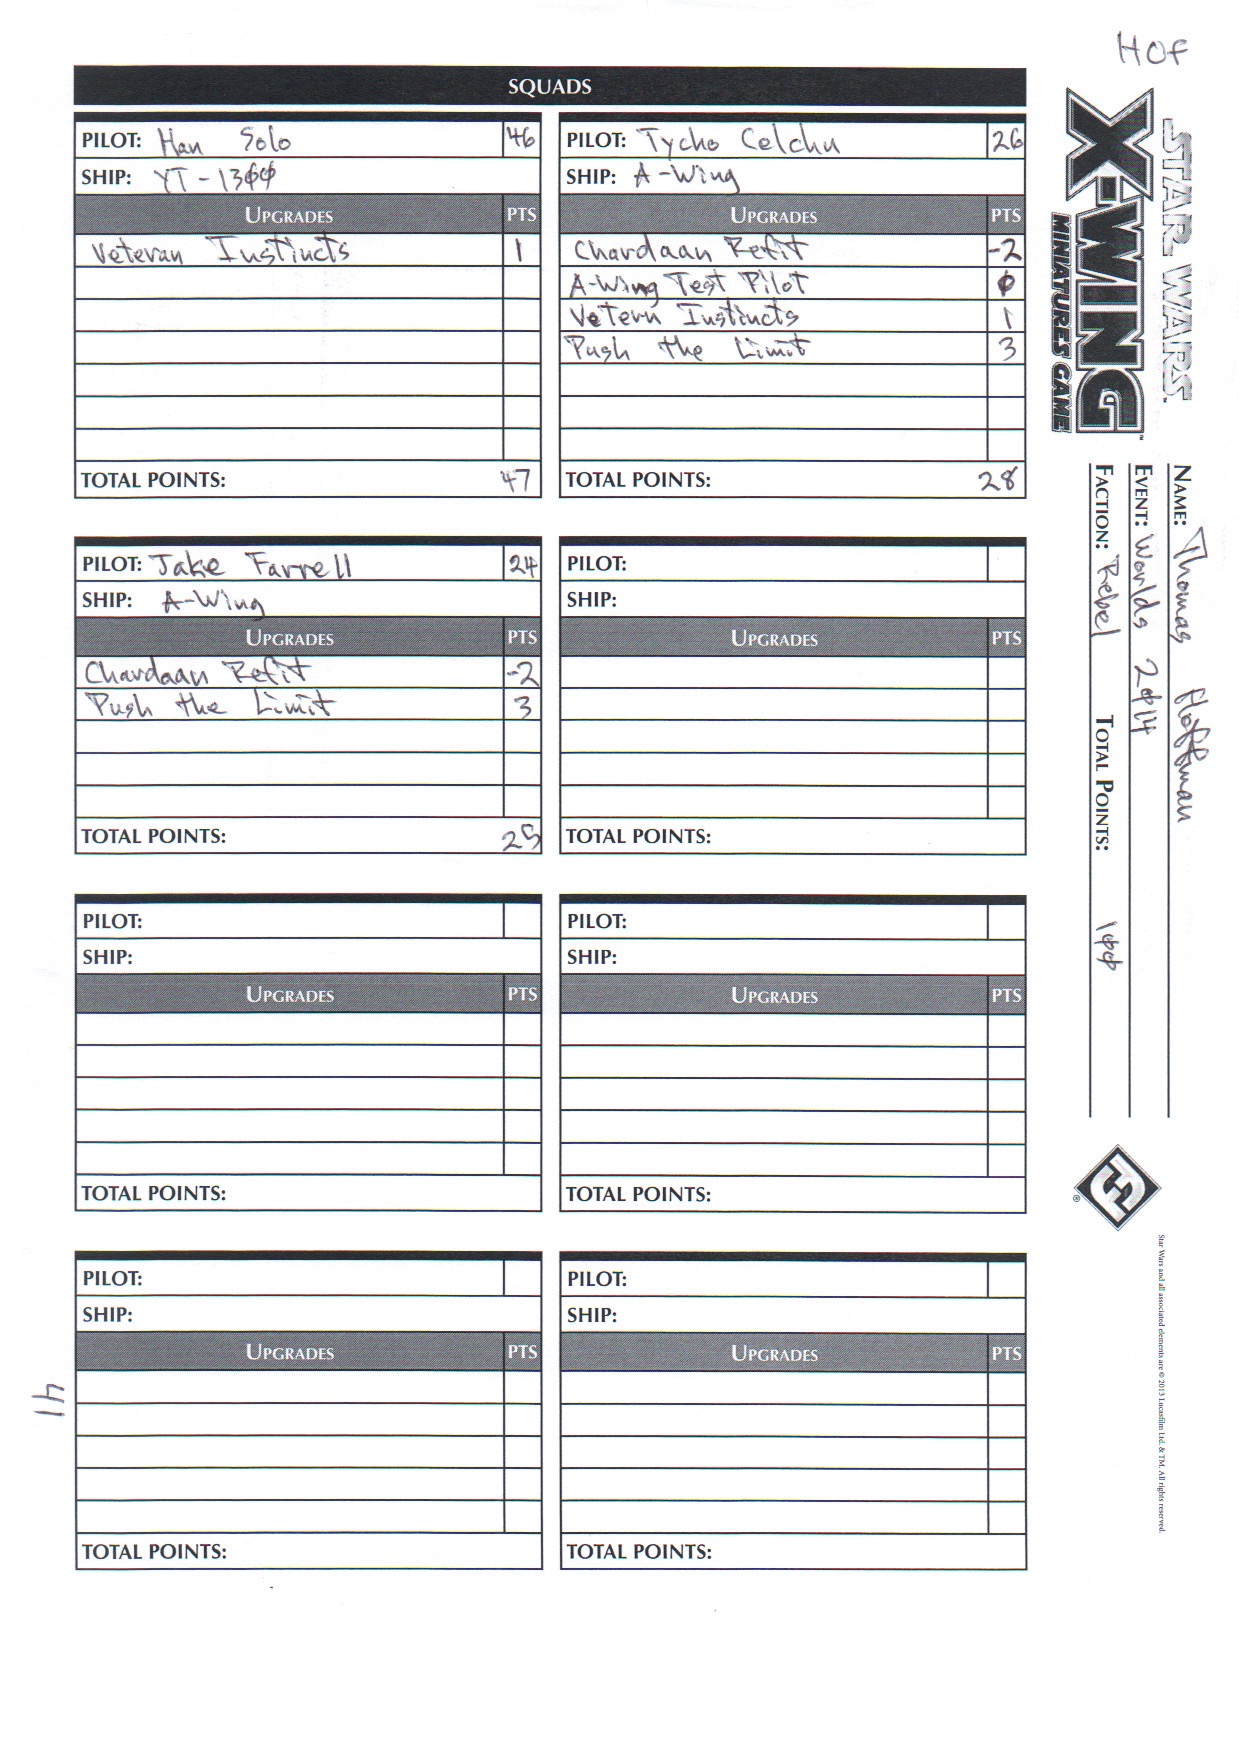 HOF
SQUADS
PILOT: Han Solo 46
SHIP: YT-1300
UPGRADES PTS
Veteran Instincts 1
TOTAL POINTS: 47
PILOT: Tycho Celchu 26
SHIP: A-Wing
UPGRADES PTS
Chardaan Refit -2
A-Wing Test Pilot 0
Vetern Instincts 1
Push the Limit 3
TOTAL POINTS: 28
PILOT: Jake Farrell 24
SHIP: A-Wing
UPGRADES PTS
Chardaan Refit -2
Push the Limit 3
TOTAL POINTS: 25
PILOT:
SHIP:
UPGRADES PTS
TOTAL POINTS:
PILOT:
SHIP:
UPGRADES PTS
TOTAL POINTS:
PILOT:
SHIP:
UPGRADES PTS
TOTAL POINTS:
PILOT:
SHIP:
UPGRADES PTS
TOTAL POINTS:
PILOT:
SHIP:
UPGRADES PTS
TOTAL POINTS:
STAR WARS™
X-WING™
MINIATURES GAME
NAME: Thomas Hoffman
EVENT: Worlds 2014
FACTION: Rebel TOTAL POINTS: 100
®
Star Wars and all associated elements are © 2013 Lucasfilm Ltd. & TM. All rights reserved.
41